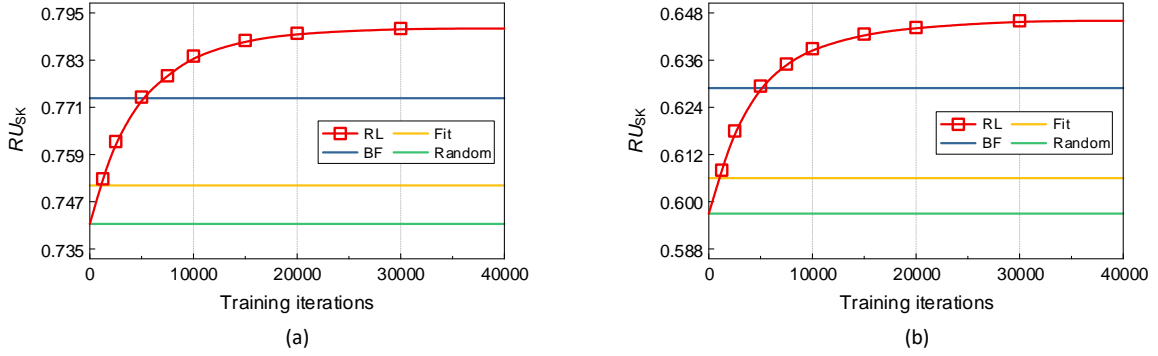 0.795
0.783
0.771
0.759
0.747
0.735
RU_SK
RL
Fit
BF
Random
0 10000 20000 30000 40000
Training iterations
(a)
0.648
0.636
0.624
0.612
0.600
0.588
RU_SK
RL
Fit
BF
Random
0 10000 20000 30000 40000
Training iterations
(b)